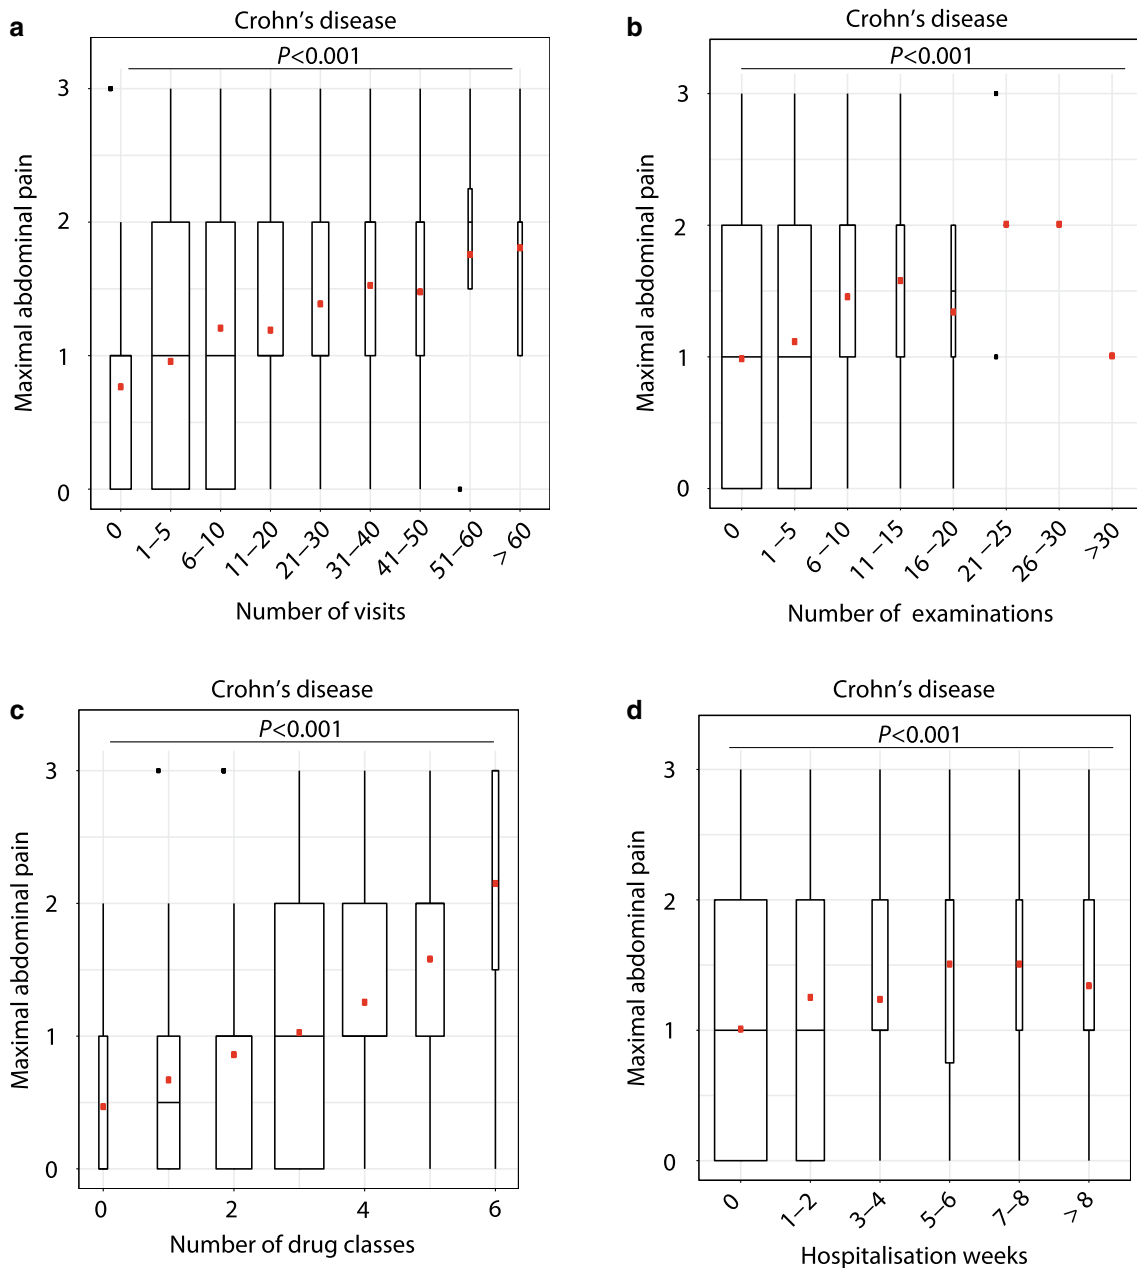 a
Crohn's disease
P<0.001
Maximal abdominal pain
3
2
1
0
0
1–5
6–10
11–20
21–30
31–40
41–50
51–60
> 60
Number of visits
b
Crohn's disease
P<0.001
Maximal abdominal pain
3
2
1
0
0
1–5
6–10
11–15
16–20
21–25
26–30
>30
Number of examinations
c
Crohn's disease
P<0.001
Maximal abdominal pain
3
2
1
0
0
2
4
6
Number of drug classes
d
Crohn's disease
P<0.001
Maximal abdominal pain
3
2
1
0
0
1–2
3–4
5–6
7–8
> 8
Hospitalisation weeks